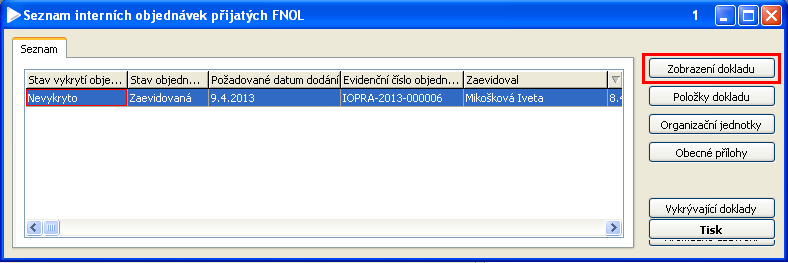 Seznam interních objednávek přijatých FNOL 1
Seznam
Stav vykrytí obje... Stav objedn... Požadované datum dodání Evidenční číslo objedn... Zaevidoval
Nevykryto Zaevidovaná 9.4.2013 IOPRA-2013-000006 Mikošková Iveta 8.4
Zobrazení dokladu
Položky dokladu
Organizační jednotky
Obecné přílohy
Vykrývající doklady
Tisk